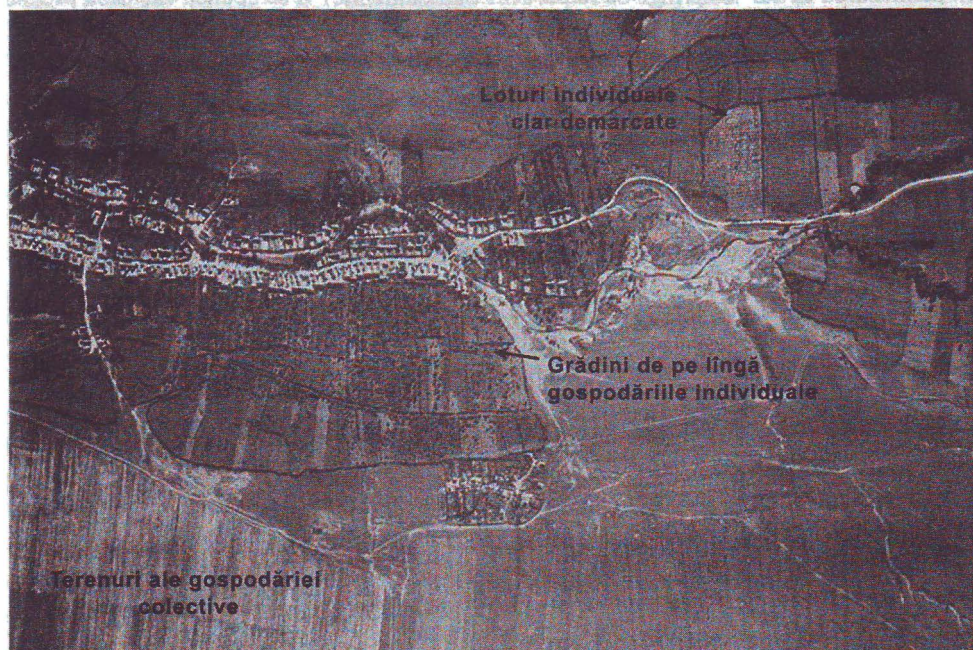 Loturi individuale
clar demarcate
Grădini de pe lîngă
gospodăriile individuale
Terenuri ale gospodăriei
colective